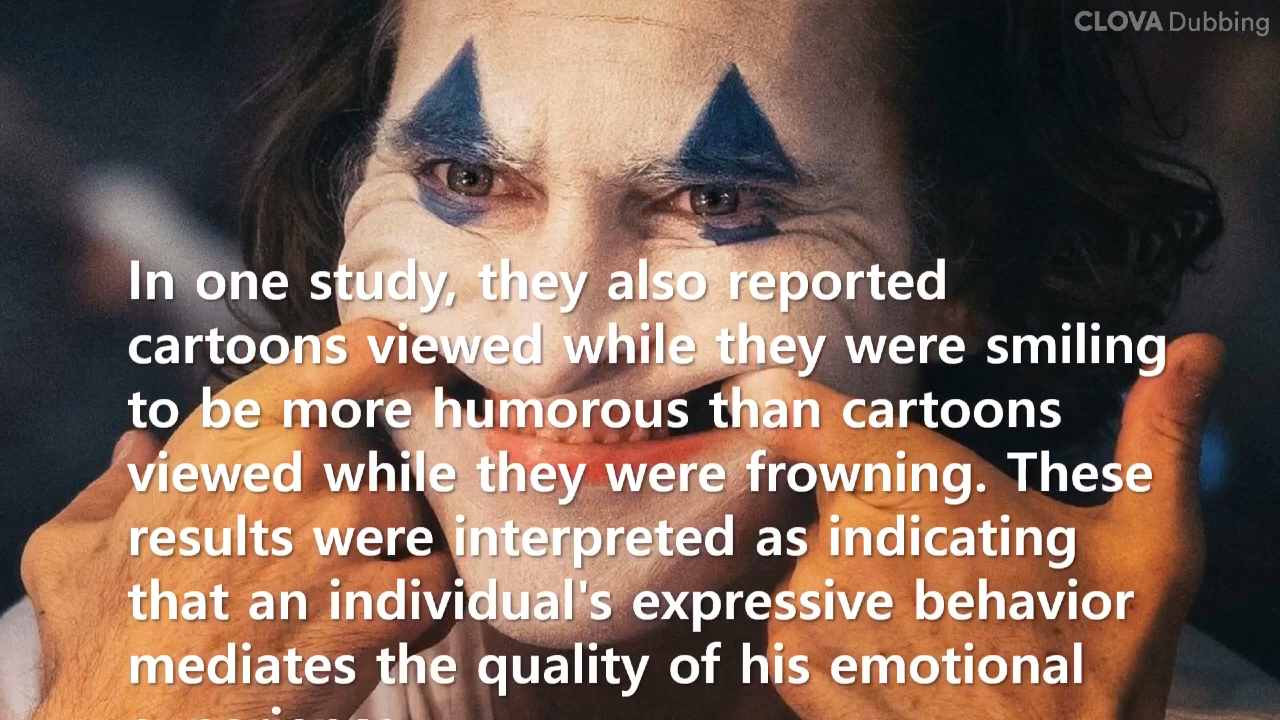 CLOVA Dubbing
In one study, they also reported
cartoons viewed while they were smiling
to be more humorous than cartoons
viewed while they were frowning. These
results were interpreted as indicating
that an individual's expressive behavior
mediates the quality of his emotional